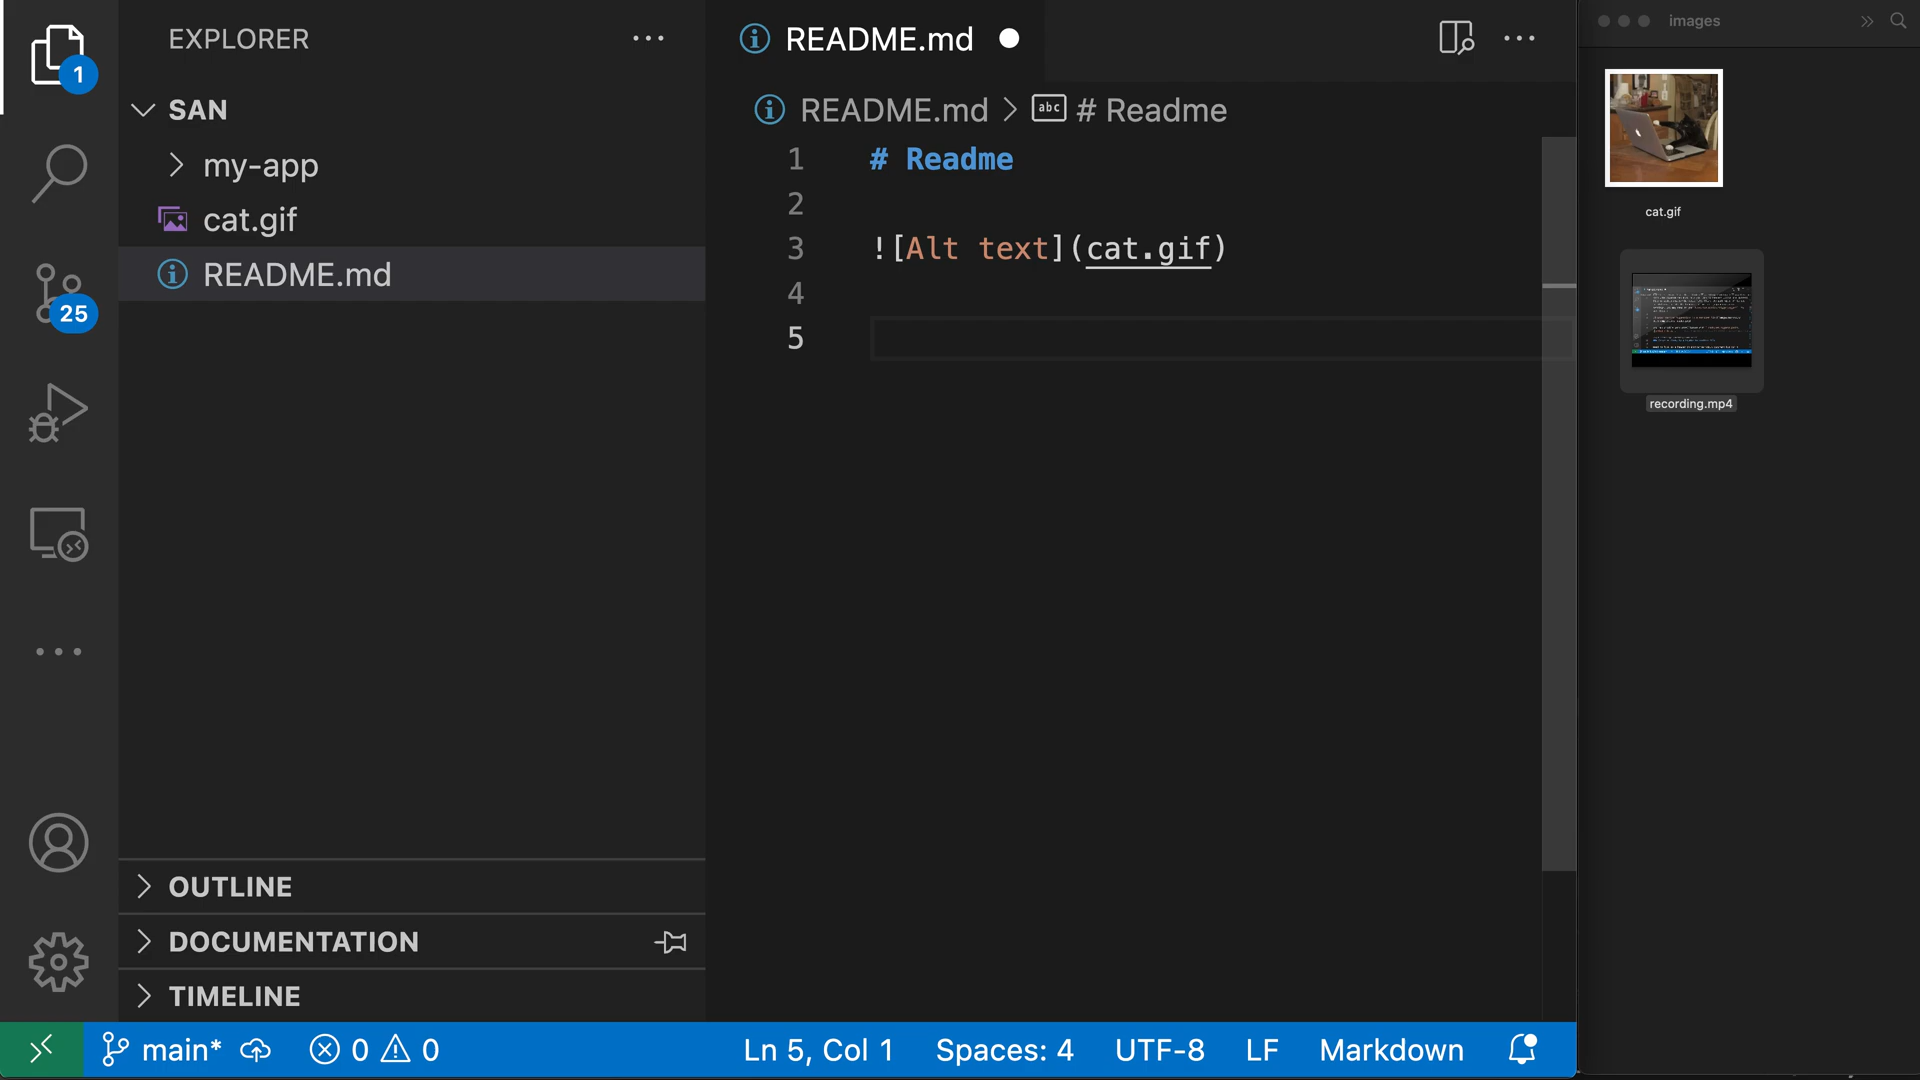 1
25
EXPLORER
SAN
my-app
cat.gif
README.md
OUTLINE
DOCUMENTATION
TIMELINE
README.md
README.md > abc # Readme
1 # Readme
2
3 ![Alt text](cat.gif)
4
5
images
cat.gif
recording.mp4
main* 0 0 Ln 5, Col 1 Spaces: 4 UTF-8 LF Markdown